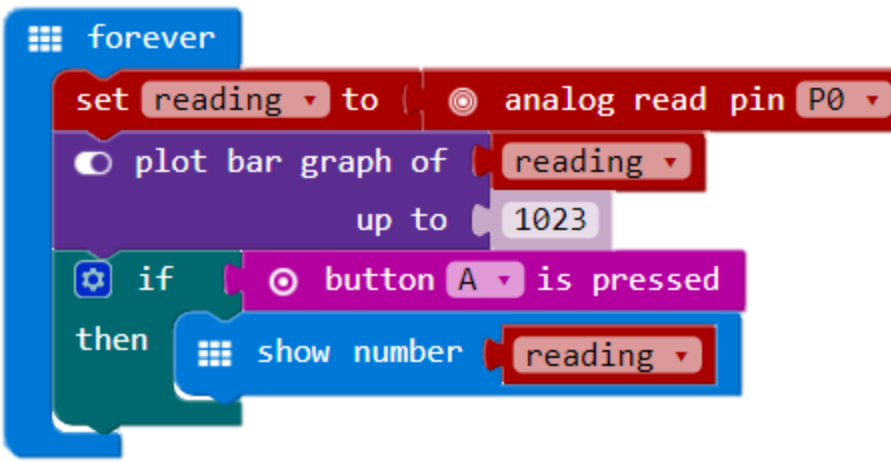 forever
set reading to analog read pin P0
plot bar graph of reading
up to 1023
if button A is pressed
then show number reading